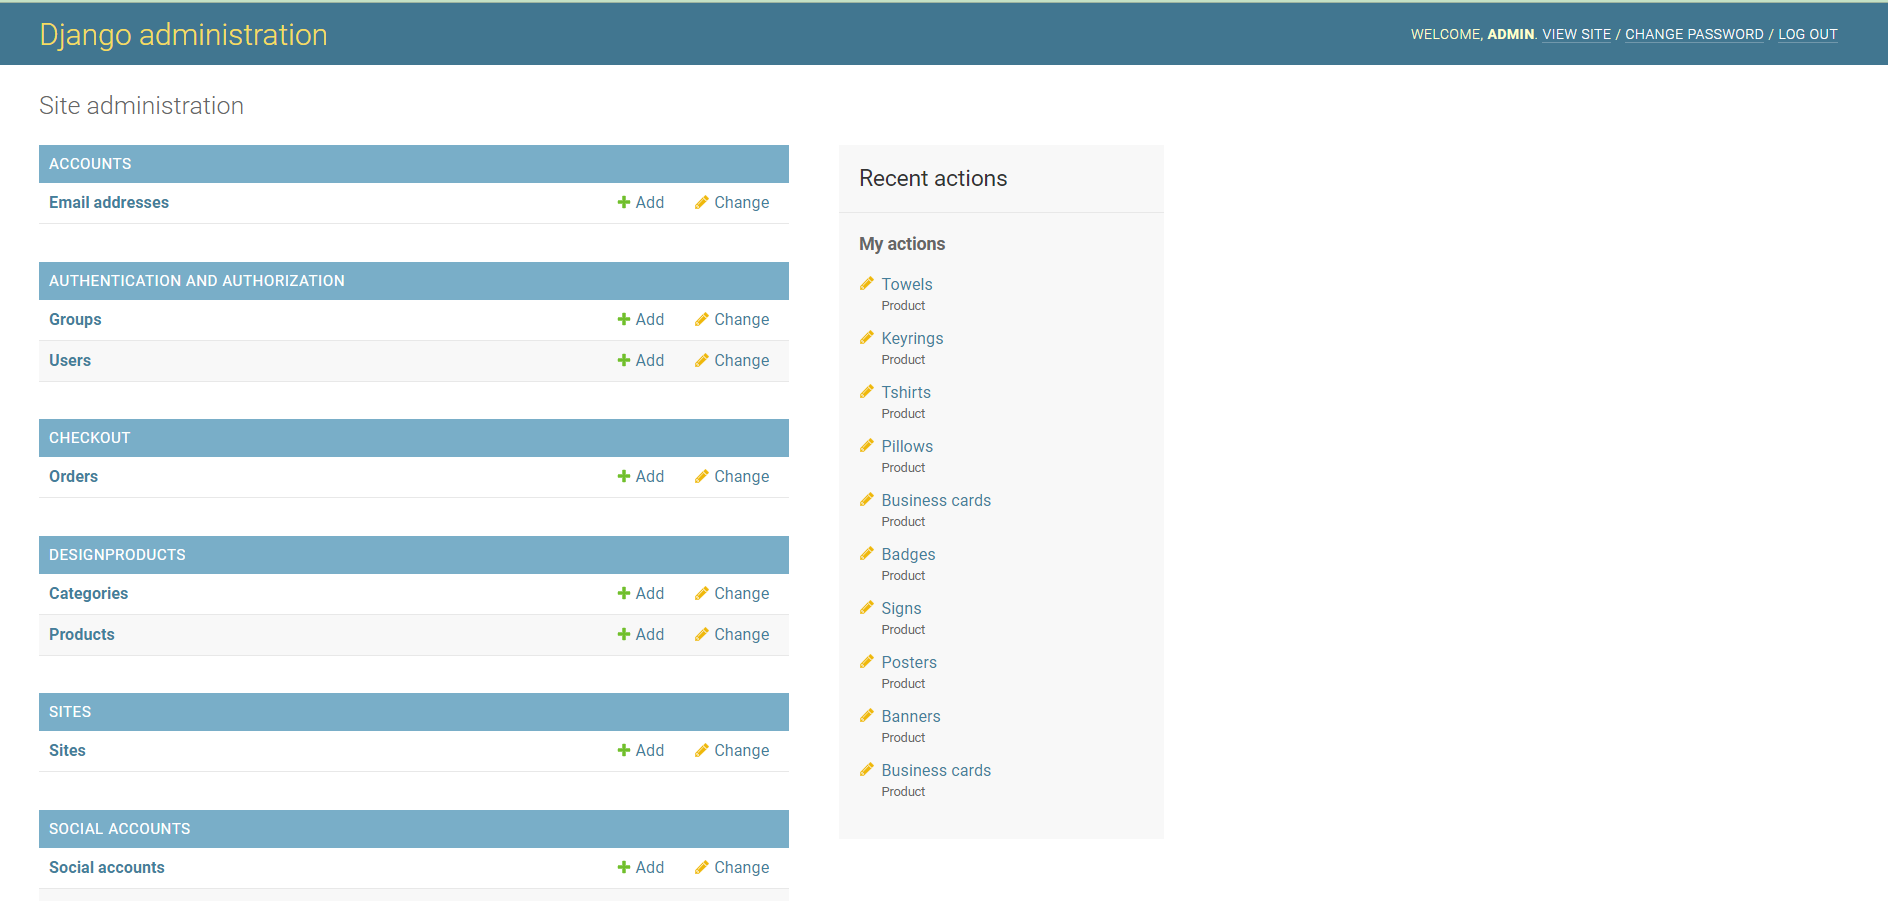 Django administration
WELCOME, ADMIN. VIEW SITE / CHANGE PASSWORD / LOG OUT
Site administration
ACCOUNTS
Email addresses Add Change
AUTHENTICATION AND AUTHORIZATION
Groups Add Change
Users Add Change
CHECKOUT
Orders Add Change
DESIGNPRODUCTS
Categories Add Change
Products Add Change
SITES
Sites Add Change
SOCIAL ACCOUNTS
Social accounts Add Change
Recent actions
My actions
Towels
Product
Keyrings
Product
Tshirts
Product
Pillows
Product
Business cards
Product
Badges
Product
Signs
Product
Posters
Product
Banners
Product
Business cards
Product